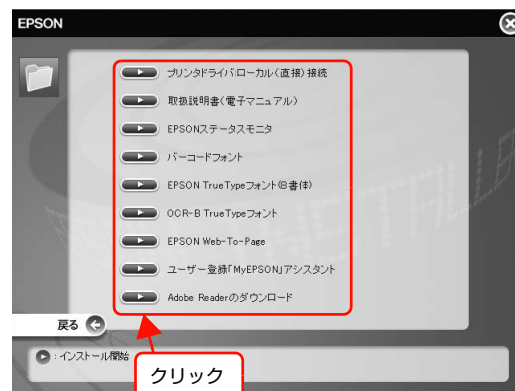 EPSON
プリンタドライバ:ローカル(直接)接続
取扱説明書(電子マニュアル)
EPSONステータスモニタ
バーコードフォント
EPSON TrueTypeフォント(8書体)
OCR-B TrueTypeフォント
EPSON Web-To-Page
ユーザー登録「MyEPSON」アシスタント
Adobe Readerのダウンロード
戻る
:インストール開始
クリック